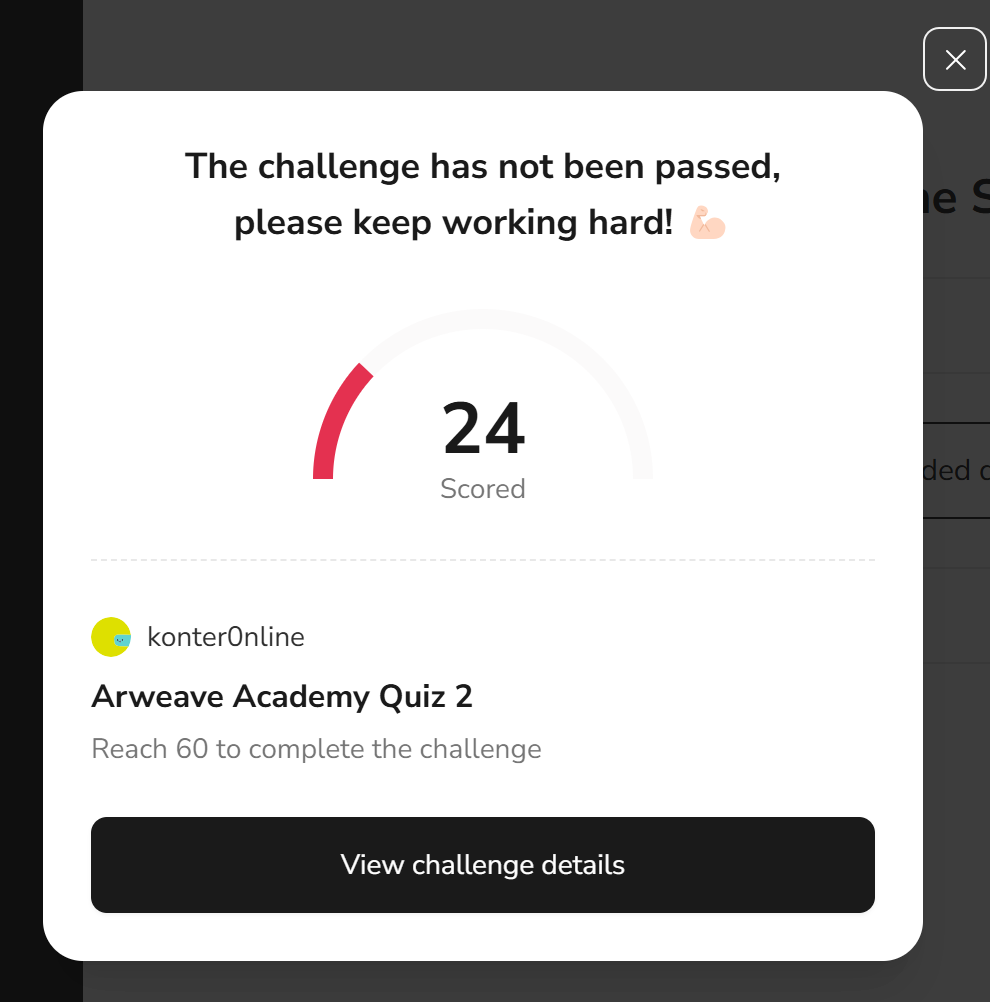 The challenge has not been passed,
please keep working hard! 💪🏻
24
Scored
konter0nline
Arweave Academy Quiz 2
Reach 60 to complete the challenge
View challenge details